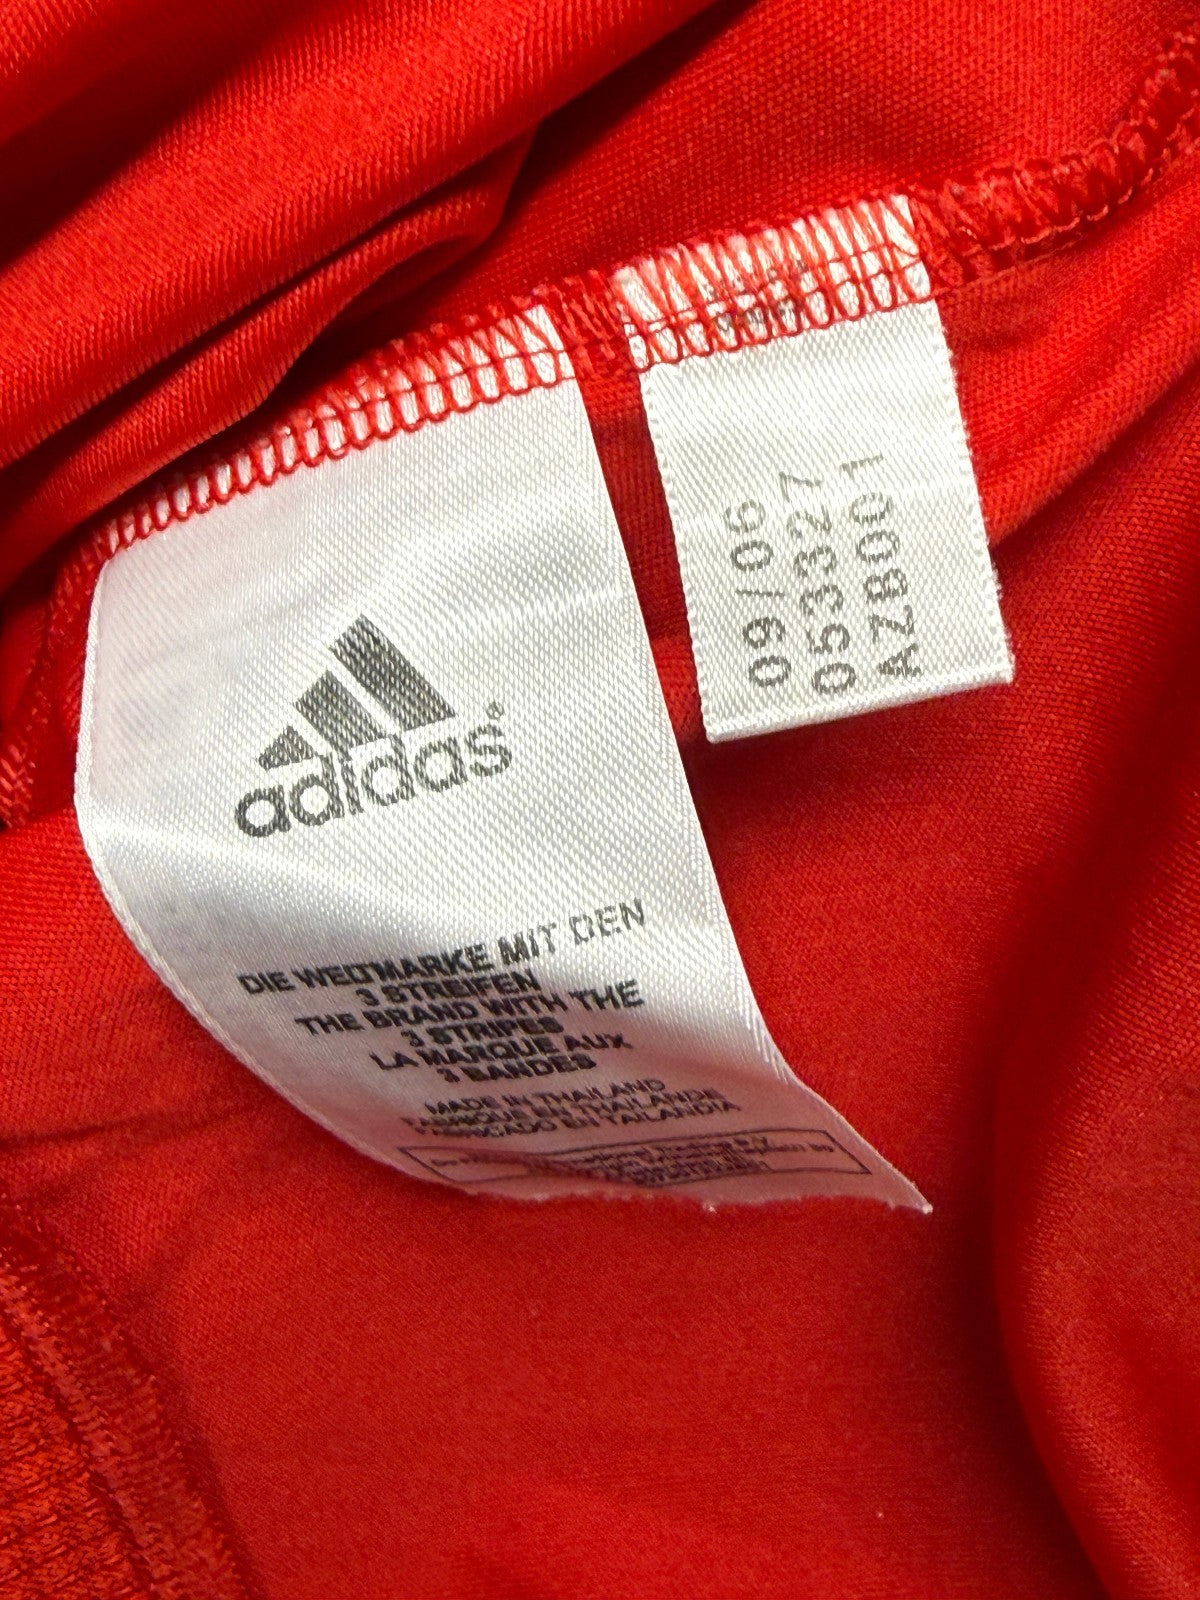 adidas®
DIE WELTMARKE MIT DEN
3 STREIFEN
THE BRAND WITH THE
3 STRIPES
LA MARQUE AUX
3 BANDES
MADE IN THAILAND
FABRIQUE EN THAILANDE
FABRICADO EN TAILANDIA
09/06
053327
AZB001